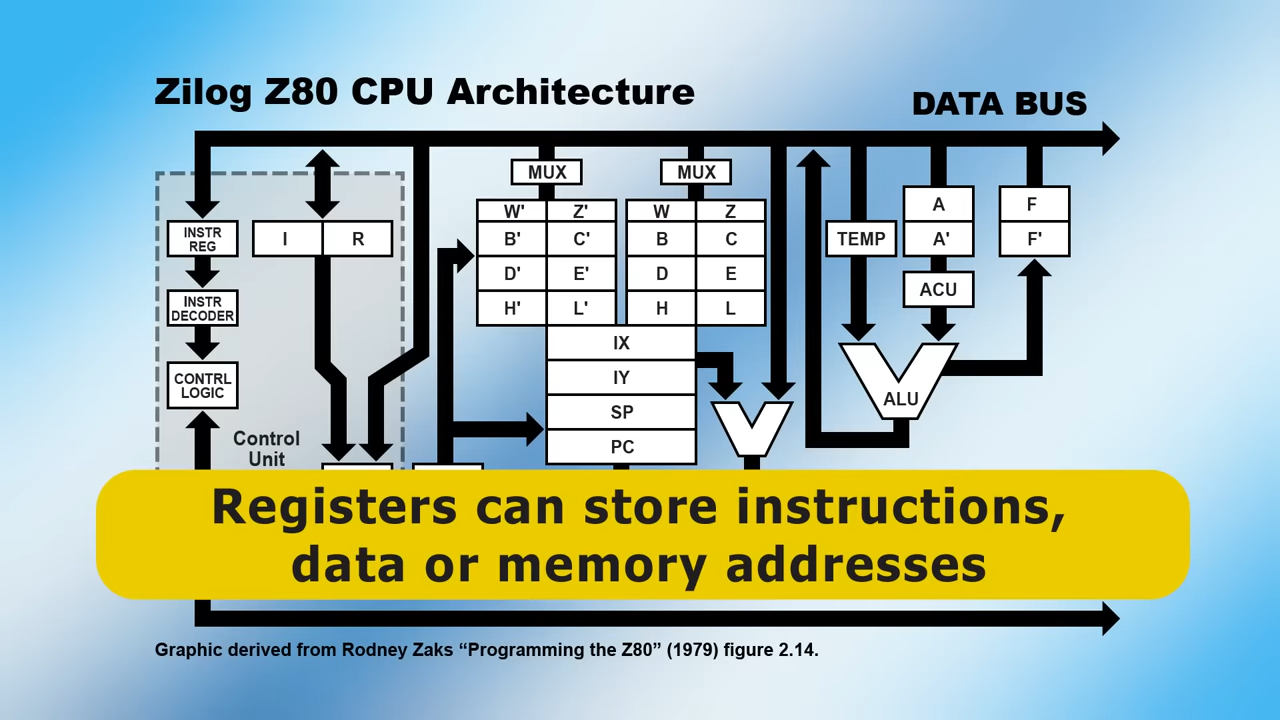 Zilog Z80 CPU Architecture
DATA BUS
MUX
MUX
W' Z' W Z
A F
INSTR
REG
I R
B' C' B C
TEMP
A' F'
D' E' D E
ACU
INSTR
DECODER
H' L' H L
IX
IY
CONTRL
LOGIC
ALU
SP
Control
Unit
PC
Registers can store instructions,
data or memory addresses
Graphic derived from Rodney Zaks “Programming the Z80” (1979) figure 2.14.